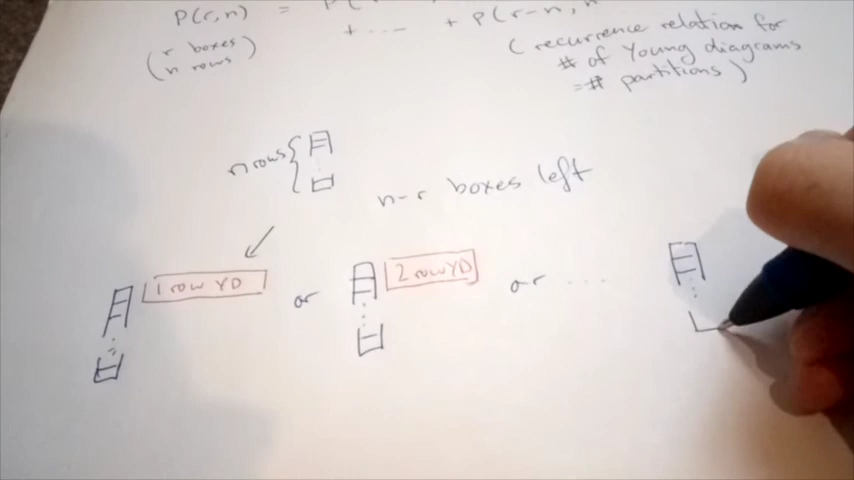 P(r,n) = P(
+ ... + P(r-n, n
(r boxes
n rows)
(recurrence relation for
# of Young diagrams
=# partitions)
n rows {
n-r boxes left
1 row YD or 2 row YD or ...